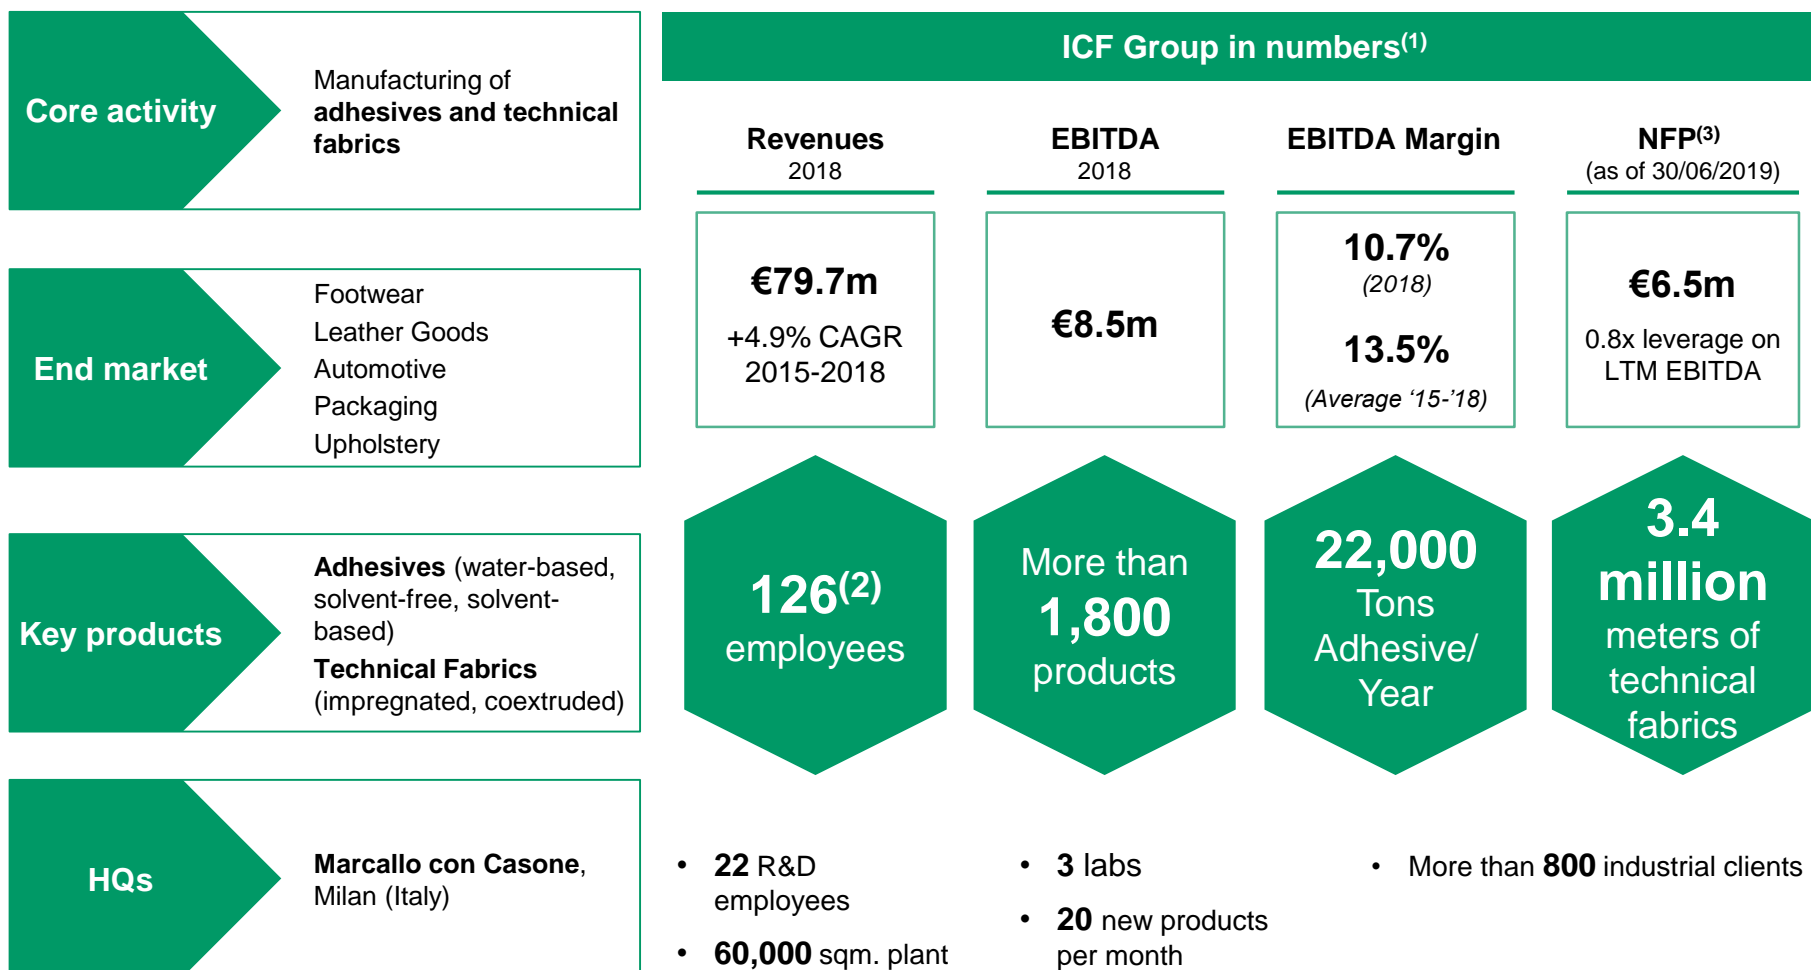 Core activity
Manufacturing of
adhesives and technical
fabrics
End market
Footwear
Leather Goods
Automotive
Packaging
Upholstery
Key products
Adhesives (water-based,
solvent-free, solvent-
based)
Technical Fabrics
(impregnated, coextruded)
HQs
Marcallo con Casone,
Milan (Italy)
ICF Group in numbers(1)
Revenues
2018
€79.7m
+4.9% CAGR
2015-2018
EBITDA
2018
€8.5m
EBITDA Margin
10.7%
(2018)
13.5%
(Average ‘15-’18)
NFP(3)
(as of 30/06/2019)
€6.5m
0.8x leverage on
LTM EBITDA
126(2)
employees
More than
1,800
products
22,000
Tons
Adhesive/
Year
3.4
million
meters of
technical
fabrics
• 22 R&D
employees
• 60,000 sqm. plant
• 3 labs
• 20 new products
per month
• More than 800 industrial clients